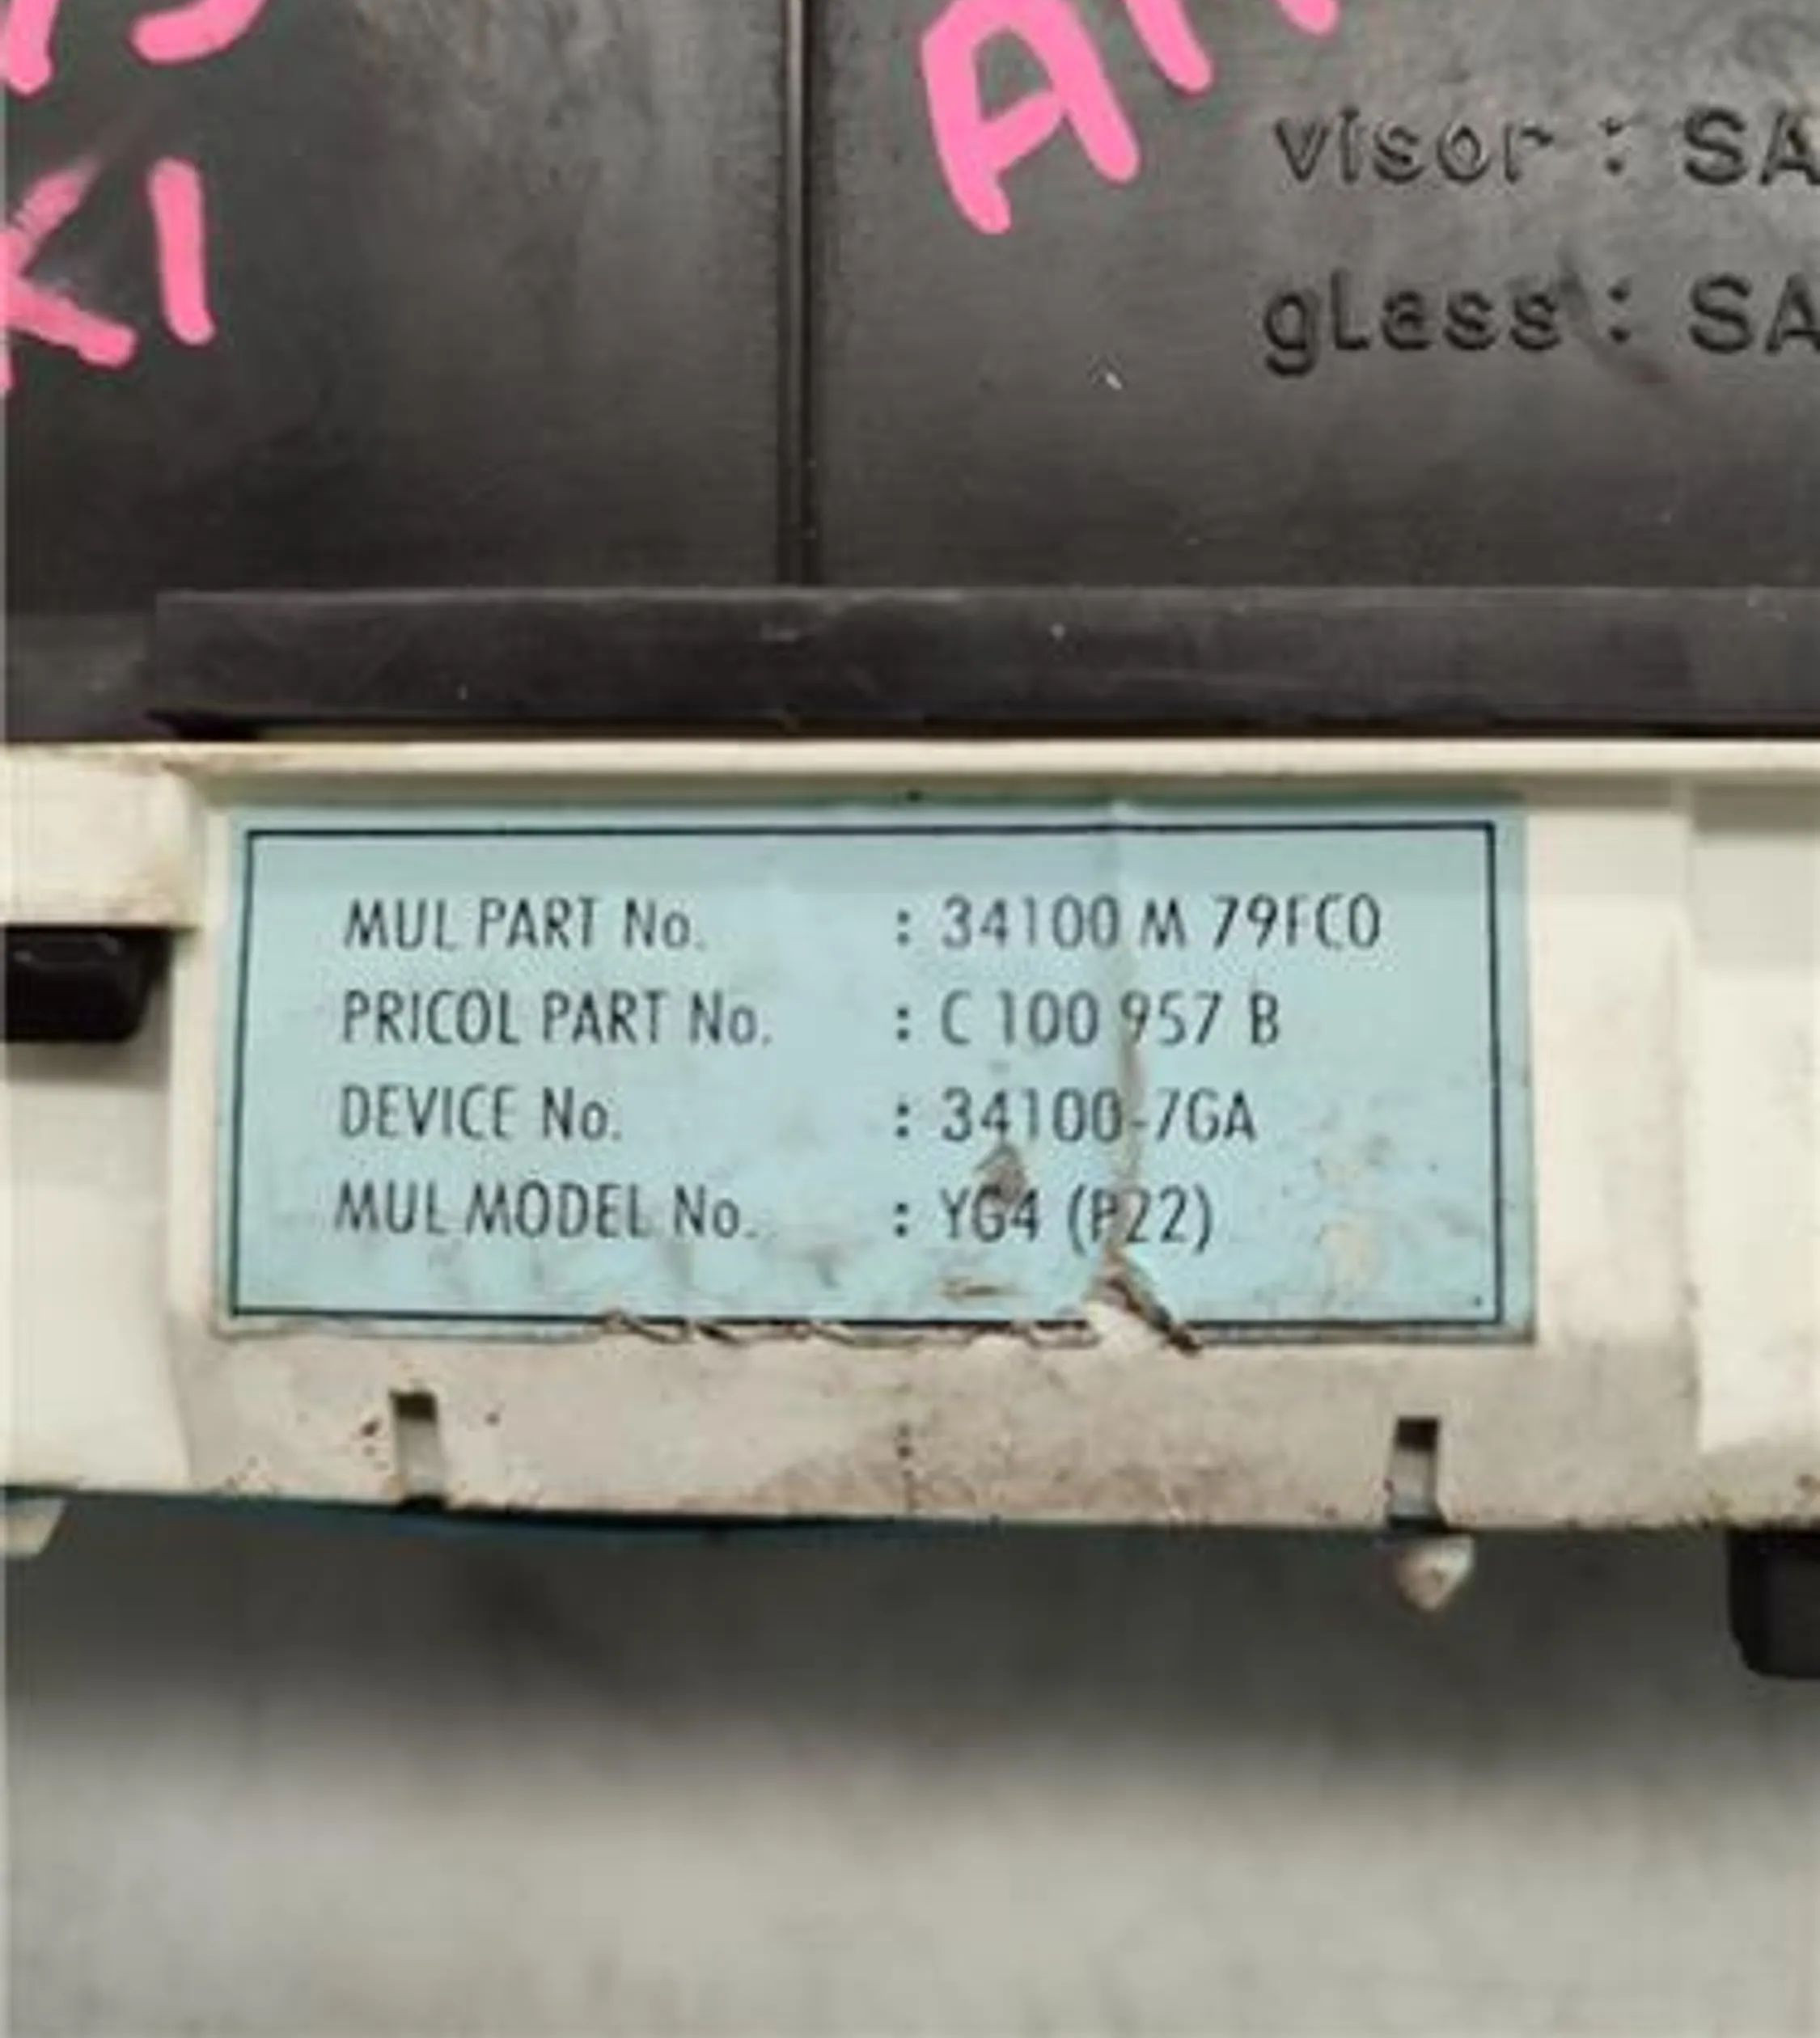 KI
visor : SA
glass : SA
MUL PART No. : 34100 M 79FC0
PRICOL PART No. : C 100 957 B
DEVICE No. : 34100-7GA
MUL MODEL No. : YG4 (P22)